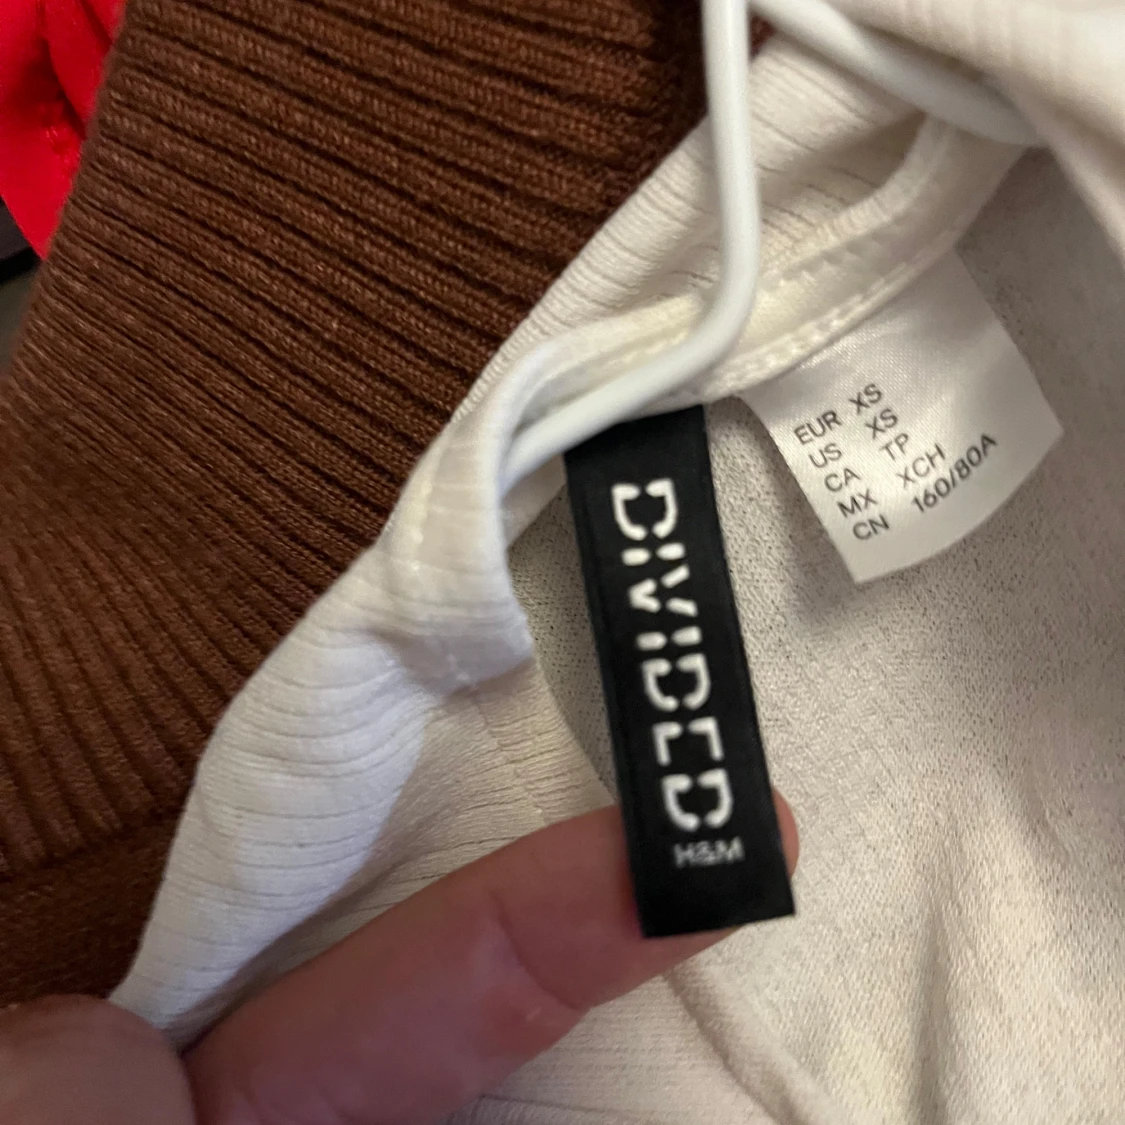 DIVIDED
H&M
EUR XS
US XS
CA TP
MX XCH
CN 160/80A